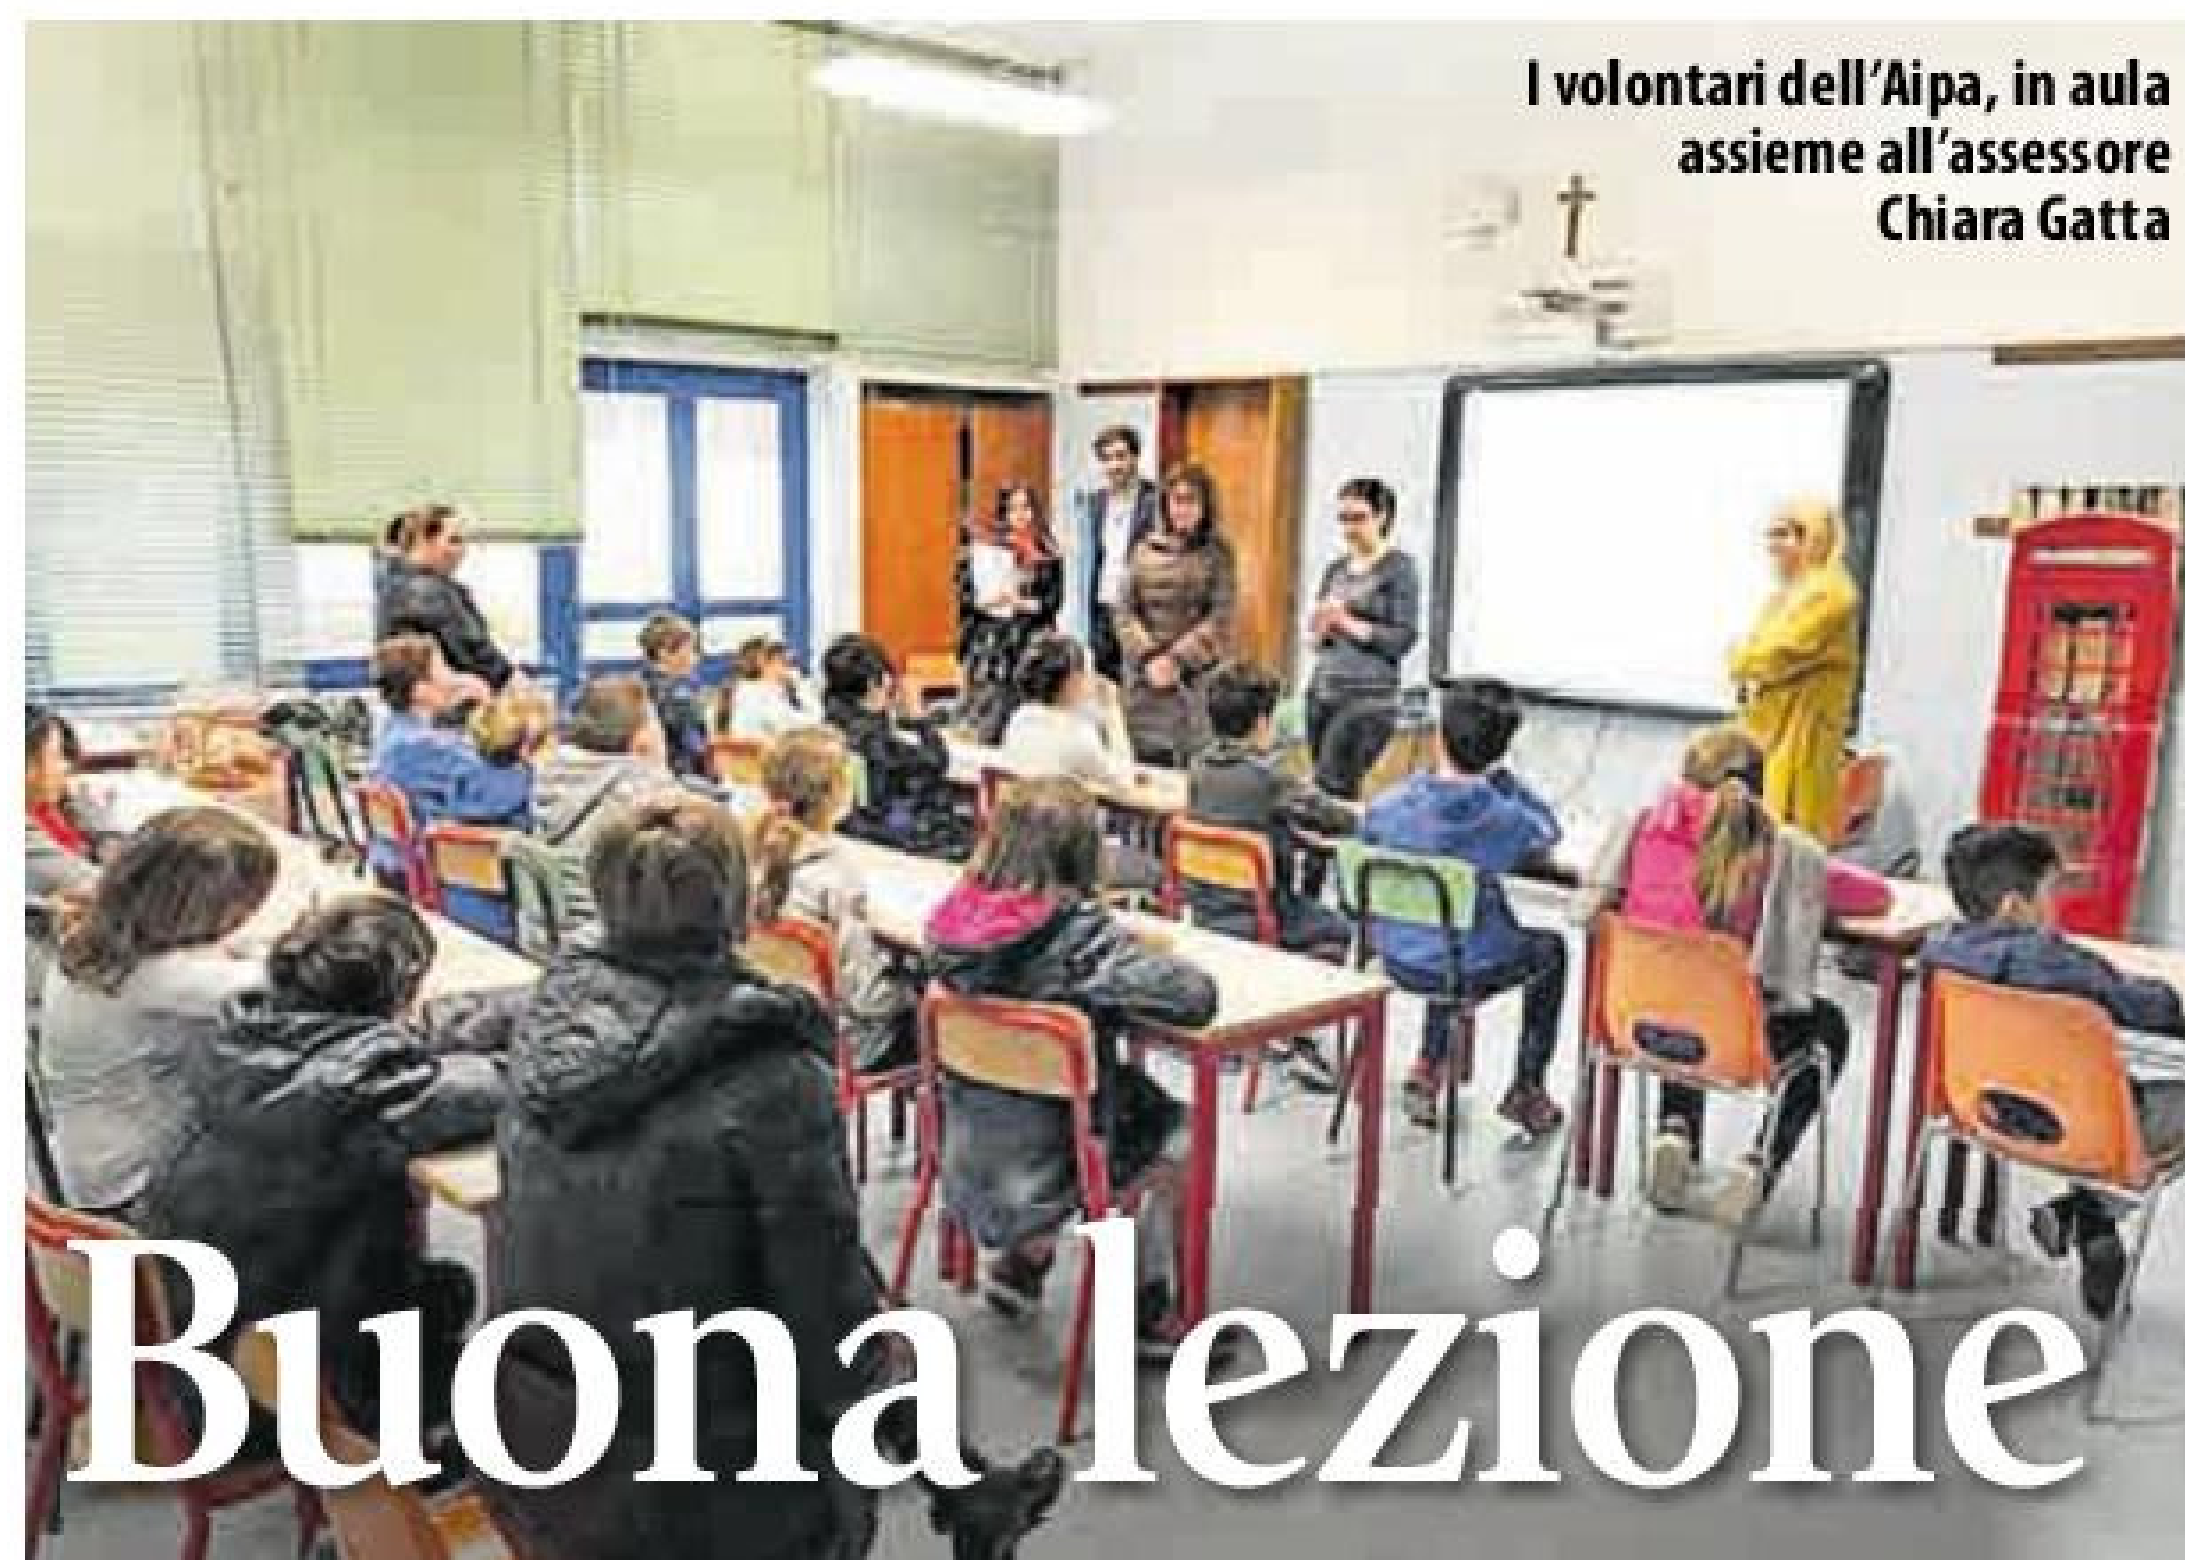 I volontari dell'Aipa, in aula
assieme all'assessore
Chiara Gatta
Buona lezione